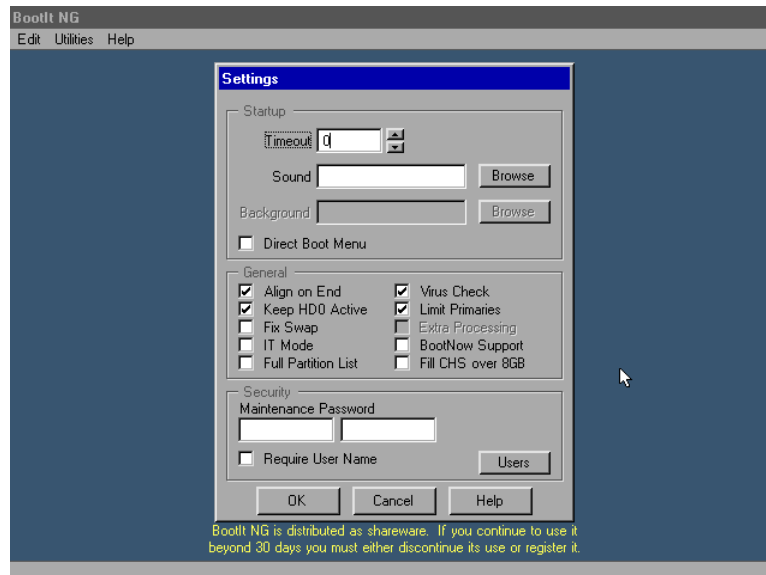 BootIt NG
Edit Utilities Help
Settings
Startup
Timeout 0
Sound Browse
Background Browse
Direct Boot Menu
General
Align on End Virus Check
Keep HD0 Active Limit Primaries
Fix Swap Extra Processing
IT Mode BootNow Support
Full Partition List Fill CHS over 8GB
Security
Maintenance Password
Require User Name Users
OK Cancel Help
BootIt NG is distributed as shareware. If you continue to use it
beyond 30 days you must either discontinue its use or register it.